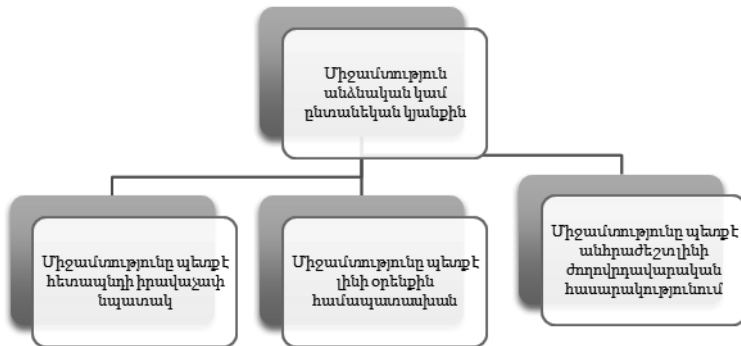 Միջամտություն
անձնական կամ
ընտանեկան կյանքին
Միջամտությունը պետք է
հետապնդի իրավաչափ
նպատակ
Միջամտությունը պետք է
լինի օրենքին
համապատասխան
Միջամտությունը պետք է
անհրաժեշտ լինի
ժողովրդավարական
հասարակությունում